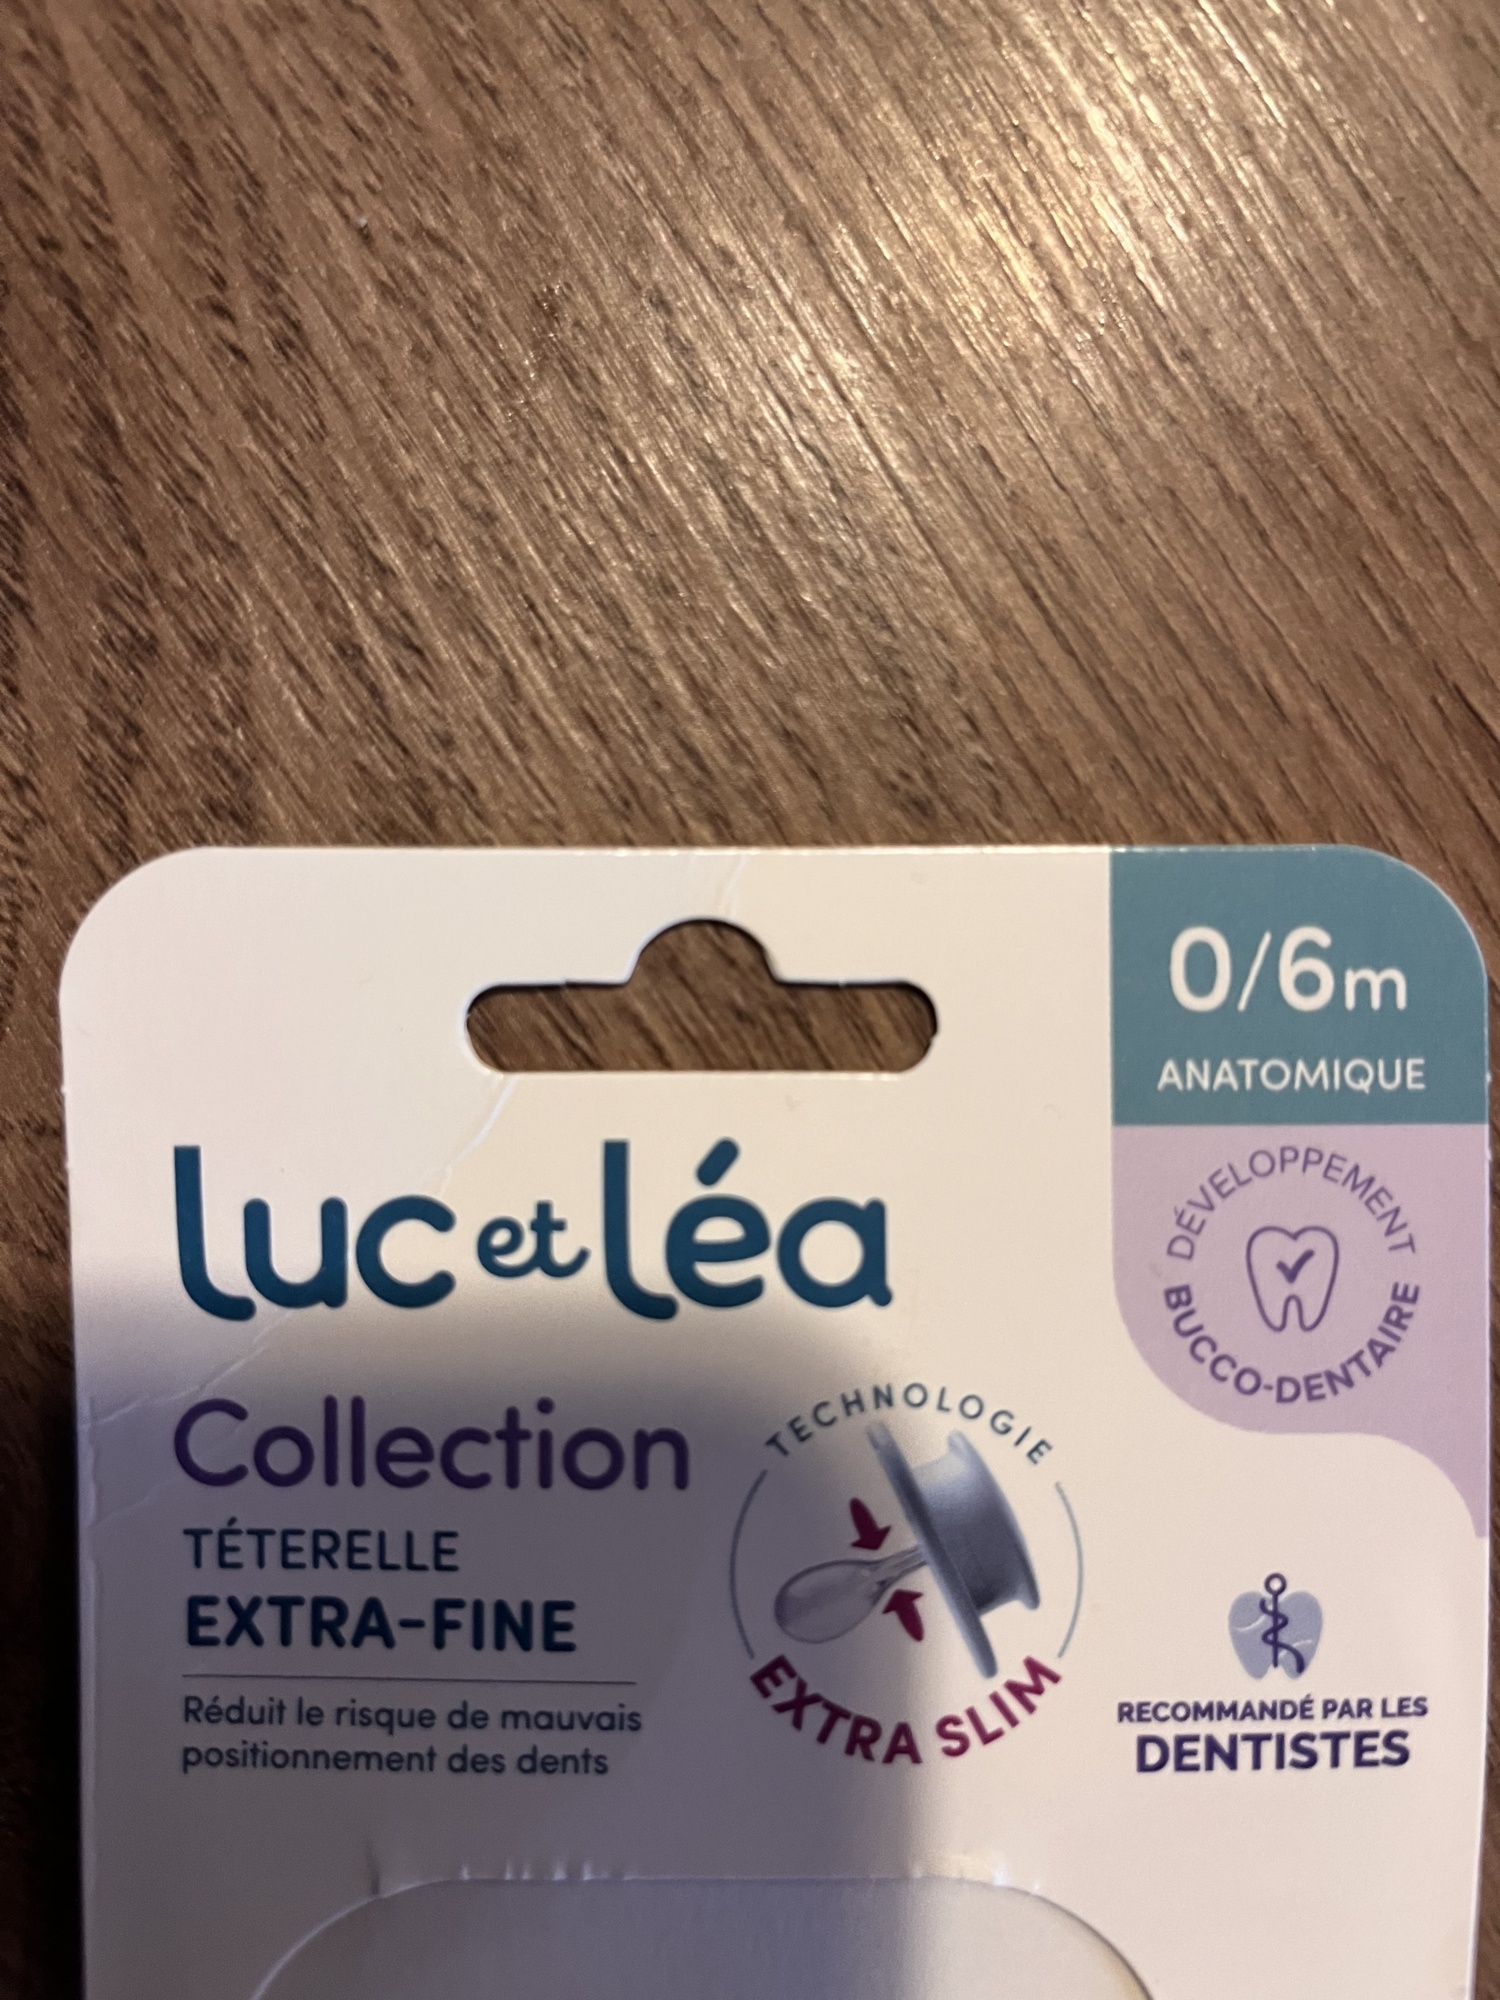 0/6m
ANATOMIQUE
luc et léa
DÉVELOPPEMENT
BUCCO-DENTAIRE
Collection
TÉTERELLE
EXTRA-FINE
Réduit le risque de mauvais
positionnement des dents
TECHNOLOGIE
EXTRA SLIM
RECOMMANDÉ PAR LES
DENTISTES